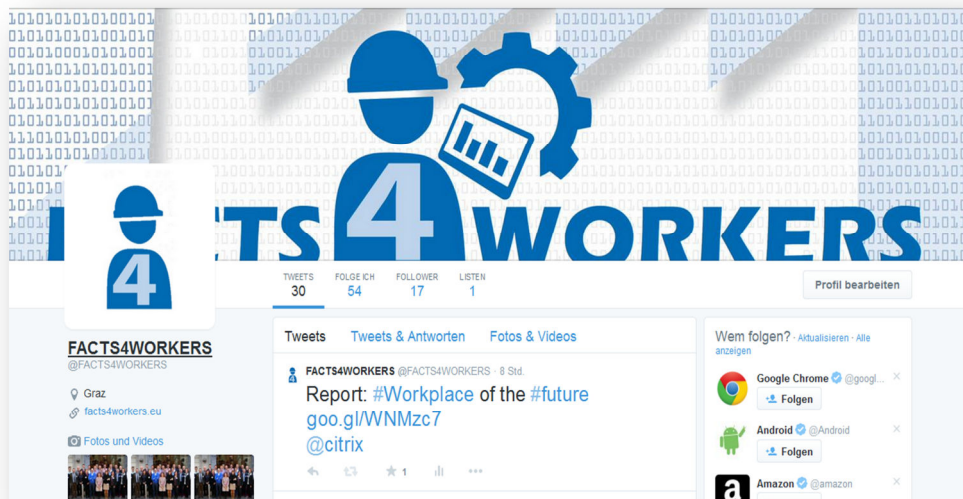 FACTS4WORKERS
4
TWEETS FOLGE ICH FOLLOWER LISTEN
30 54 17 1
Profil bearbeiten
FACTS4WORKERS
@FACTS4WORKERS
Graz
facts4workers.eu
Fotos und Videos
Tweets Tweets & Antworten Fotos & Videos
FACTS4WORKERS @FACTS4WORKERS · 8 Std.
Report: #Workplace of the #future
goo.gl/WNMzc7
@citrix
1
Wem folgen? · Aktualisieren · Alle
anzeigen
Google Chrome @googl...
Folgen
Android @Android
Folgen
Amazon @amazon